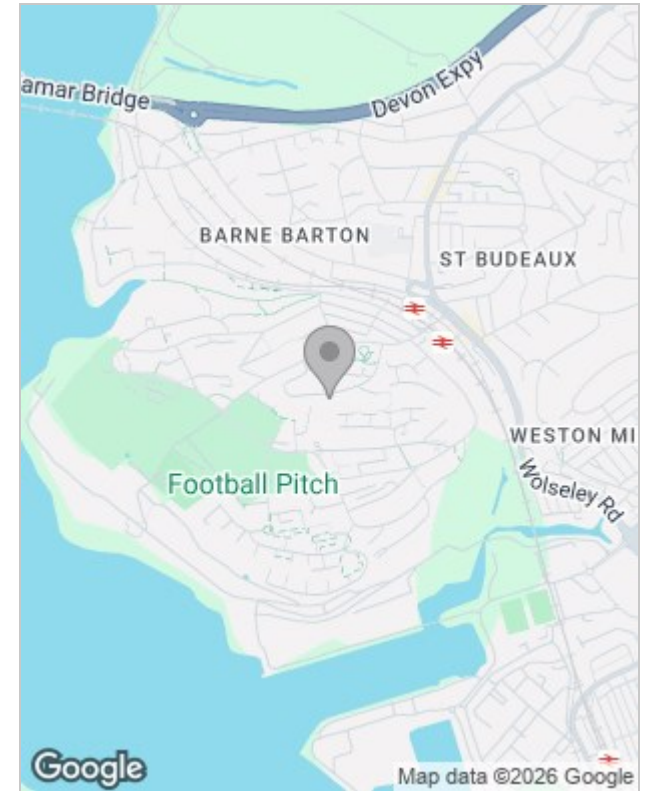 amar Bridge
Devon Expy
BARNE BARTON
ST BUDEAUX
WESTON MI
Wolseley Rd
Football Pitch
Google
Map data ©2026 Google